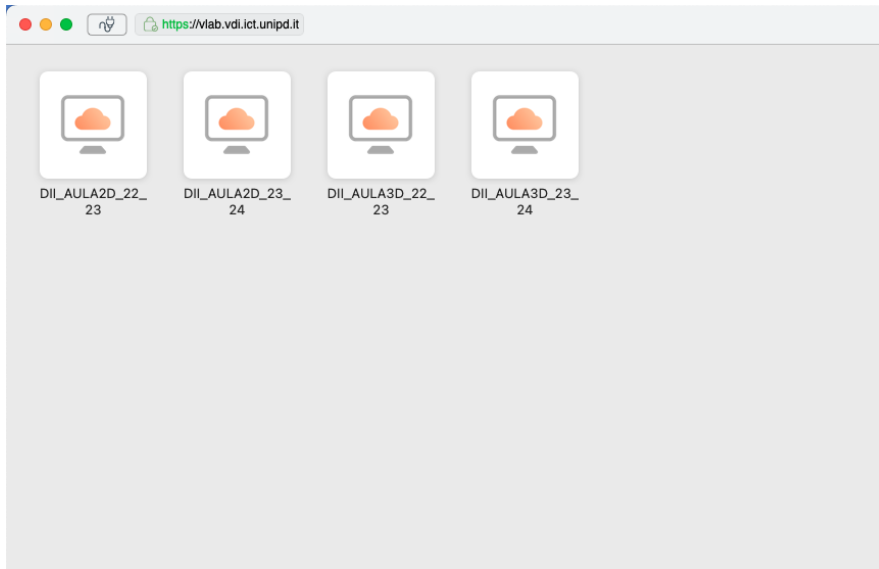 https://vlab.vdi.ict.unipd.it
DII_AULA2D_22_
23
DII_AULA2D_23_
24
DII_AULA3D_22_
23
DII_AULA3D_23_
24